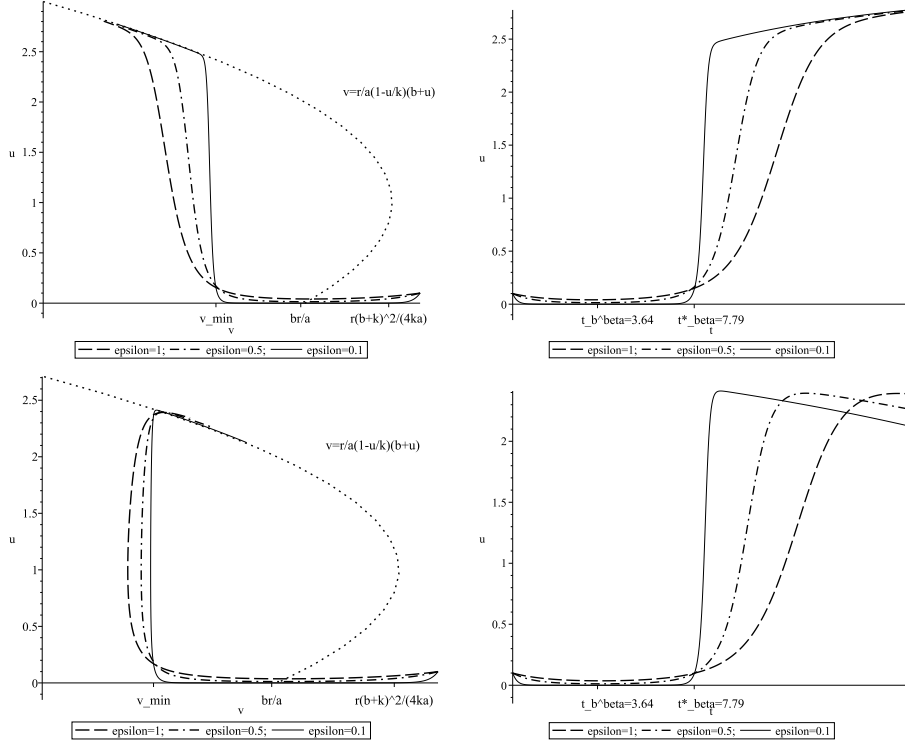 2.5
2
v=r/a(1-u/k)(b+u)
1.5
u
1
0.5
0
v_min
br/a
r(b+k)^2/(4ka)
v
epsilon=1; epsilon=0.5; epsilon=0.1
2.5
2
1.5
u
1
0.5
0
t_b^beta=3.64
t*_beta=7.79
t
epsilon=1; epsilon=0.5; epsilon=0.1
2.5
2
v=r/a(1-u/k)(b+u)
1.5
u
1
0.5
0
v_min
br/a
r(b+k)^2/(4ka)
v
epsilon=1; epsilon=0.5; epsilon=0.1
2
1.5
u
1
0.5
0
t_b^beta=3.64
t*_beta=7.79
t
epsilon=1; epsilon=0.5; epsilon=0.1